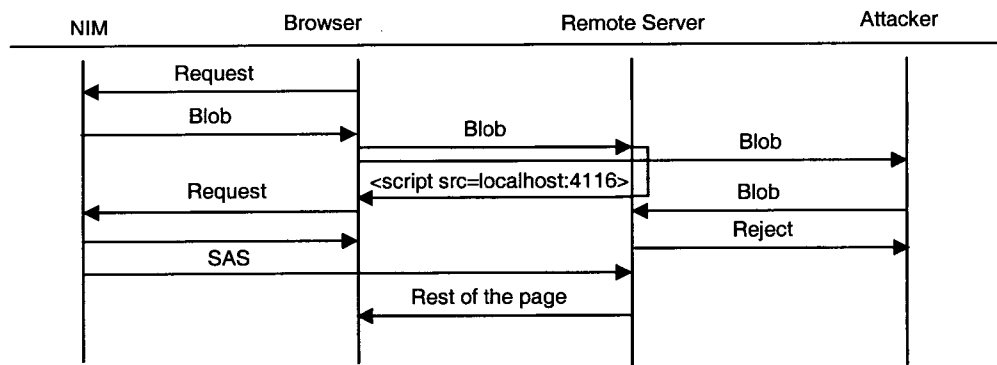 NIM Browser Remote Server Attacker
Request
Blob
Blob
Blob
<script src=localhost:4116>
Request
Blob
Reject
SAS
Rest of the page